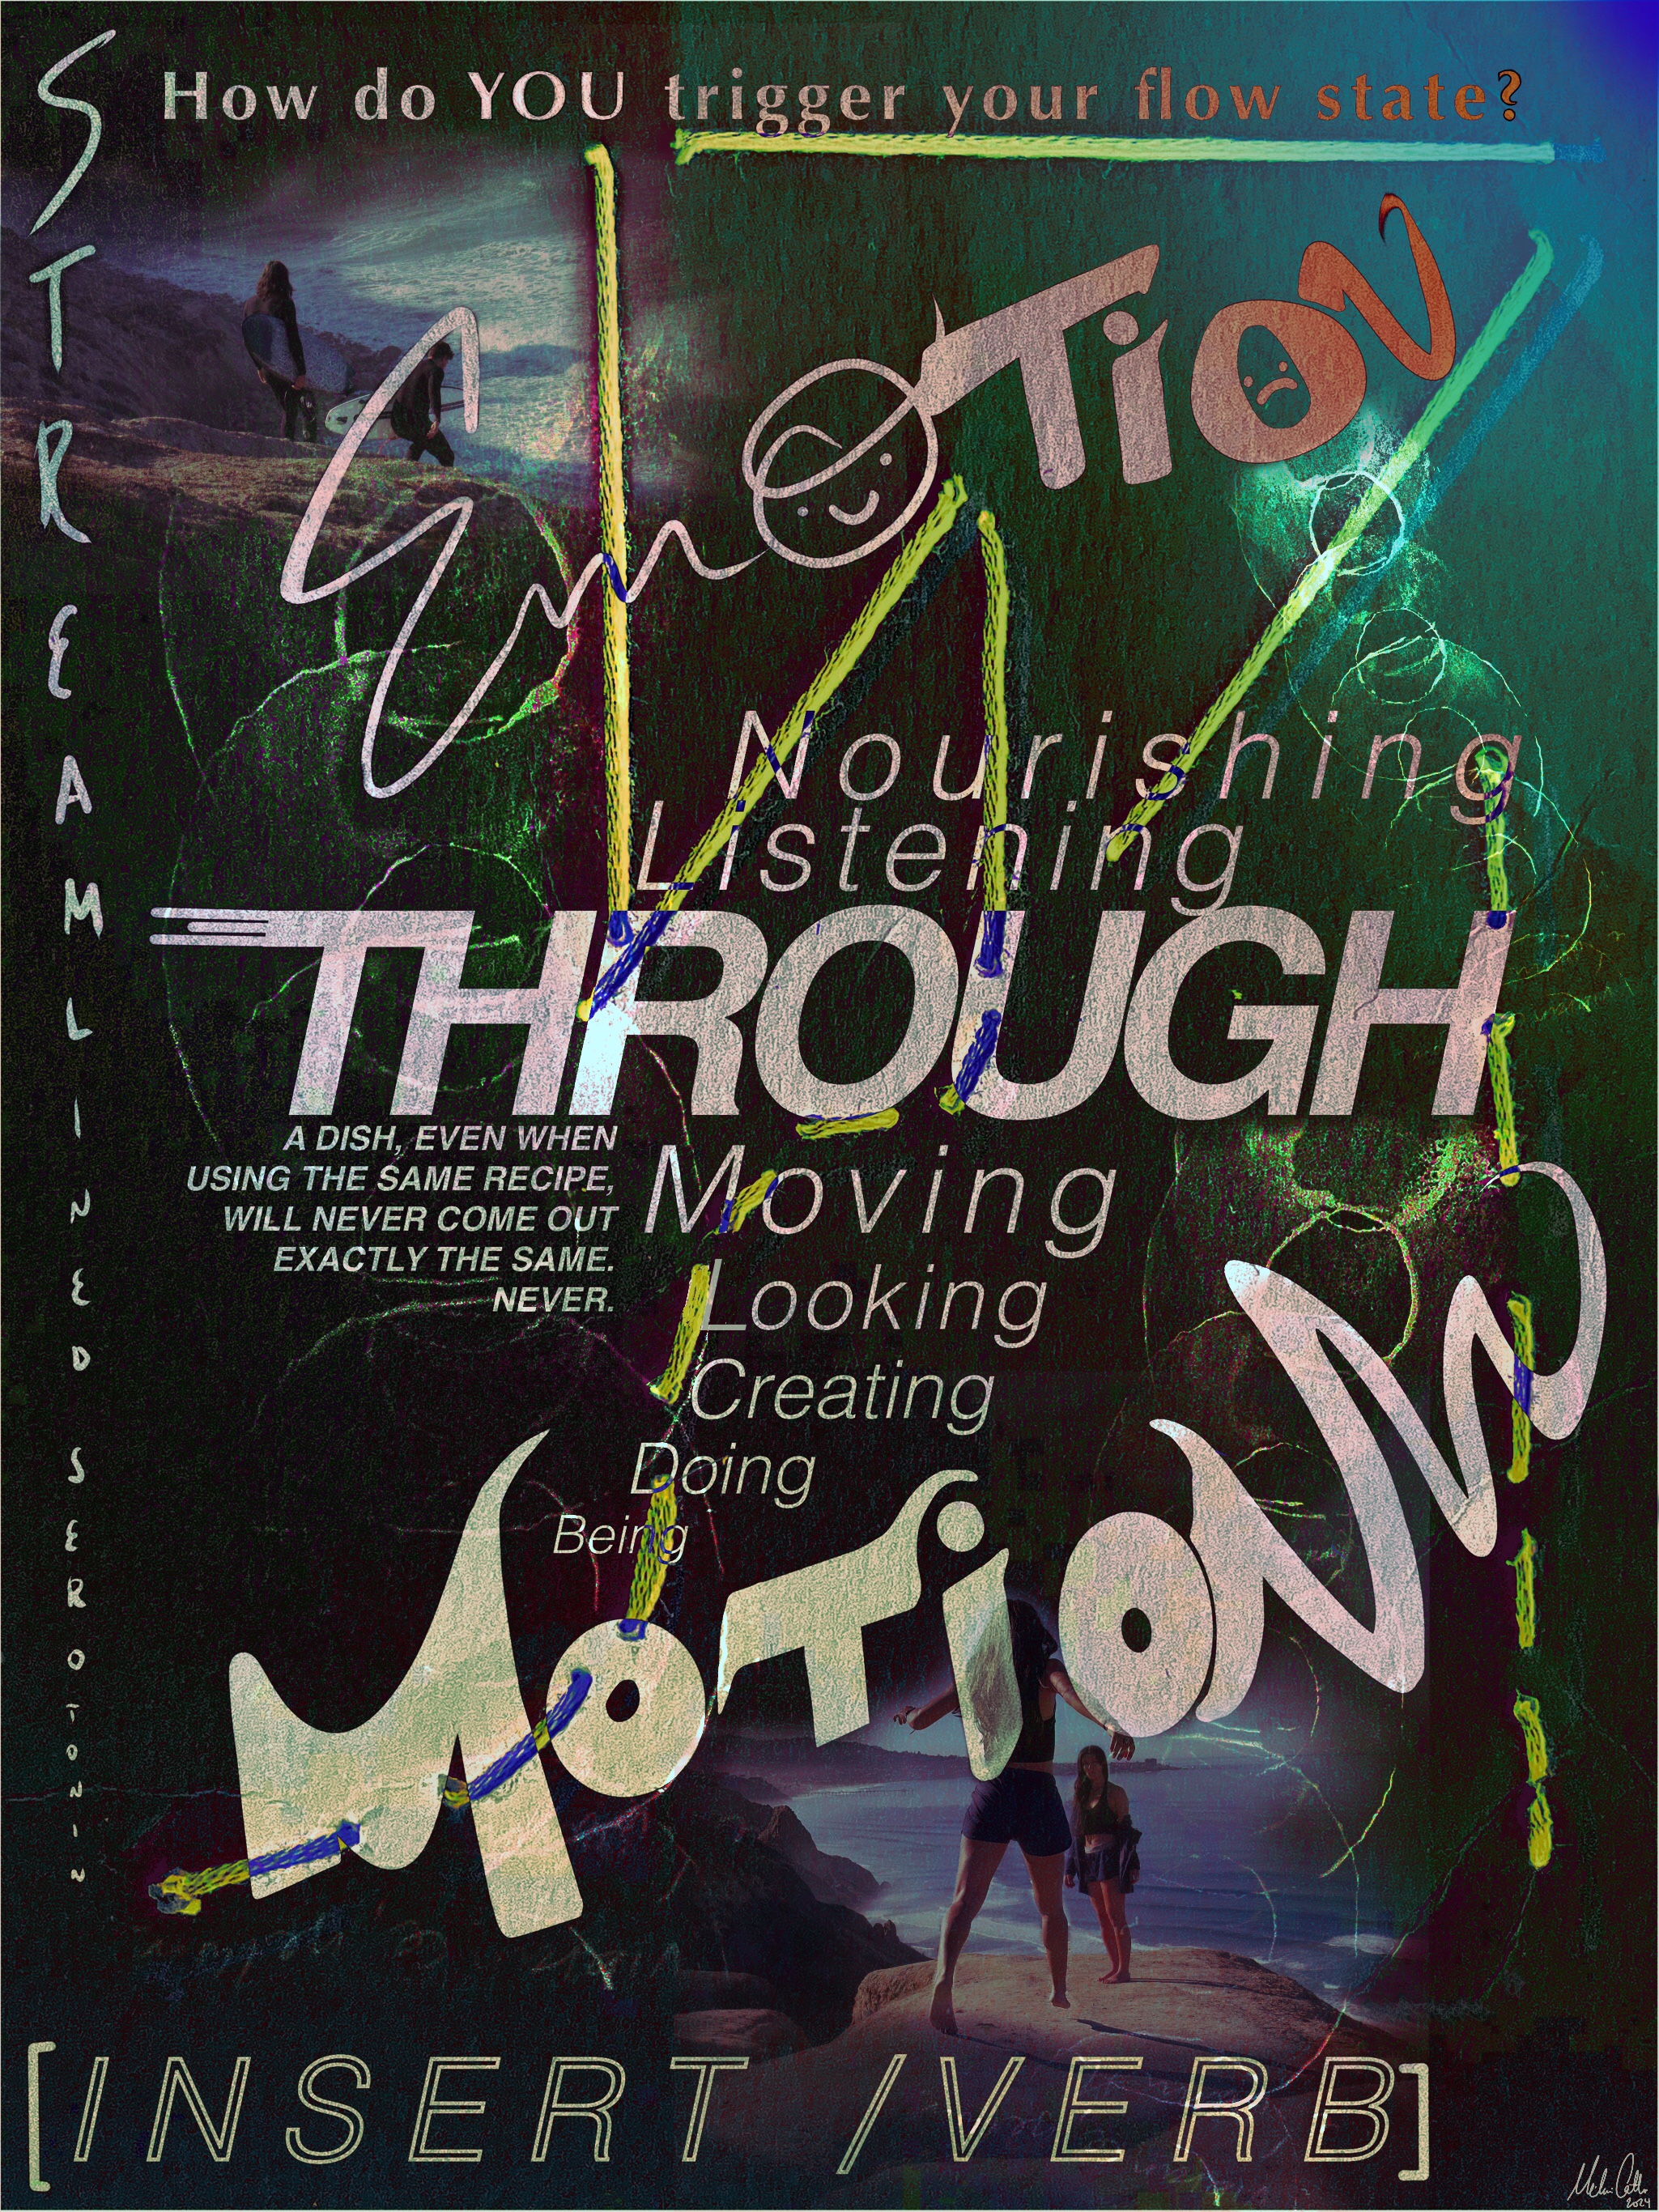 How do YOU trigger your flow state?
STREAMLINED SEROTONIN
EMOTION
Nourishing
Listening
THROUGH
A DISH, EVEN WHEN
USING THE SAME RECIPE,
WILL NEVER COME OUT
EXACTLY THE SAME.
NEVER.
Moving
Looking
Creating
Doing
Being
MOTION
[INSERT /VERB]
2024